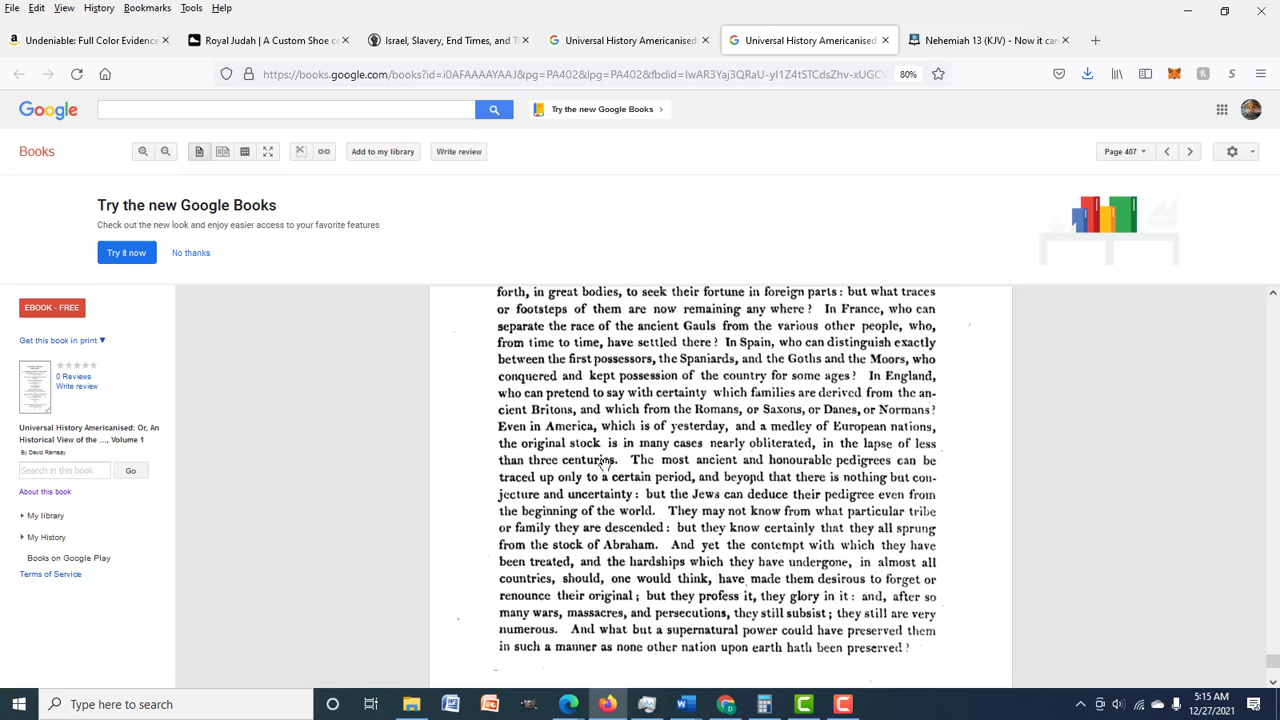 File Edit View History Bookmarks Tools Help
Undeniable: Full Color Evidence Royal Judah | A Custom Shoe co Israel, Slavery, End Times, and Th Universal History Americanised: Universal History Americanised: Nehemiah 13 (KJV) - Now it can
https://books.google.com/books?id=i0AFAAAAYAAJ&pg=PA402&lpg=PA402&fbclid=IwAR3Yaj3QRaU-yI1Z4tSTCdsZhv-xUGCV 80%
Google Try the new Google Books >
Books Add to my library Write review Page 407
Try the new Google Books
Check out the new look and enjoy easier access to your favorite features
Try it now No thanks
EBOOK - FREE
Get this book in print ▼
0 Reviews
Write review
Universal History Americanised: Or, An
Historical View of the ..., Volume 1
By David Ramsay
Search in this book Go
About this book
My library
My History
Books on Google Play
Terms of Service
forth, in great bodies, to seek their fortune in foreign parts: but what traces
or footsteps of them are now remaining any where? In France, who can
separate the race of the ancient Gauls from the various other people, who,
from time to time, have settled there? In Spain, who can distinguish exactly
between the first possessors, the Spaniards, and the Goths and the Moors, who
conquered and kept possession of the country for some ages? In England,
who can pretend to say with certainty which families are derived from the an-
cient Britons, and which from the Romans, or Saxons, or Danes, or Normans?
Even in America, which is of yesterday, and a medley of European nations,
the original stock is in many cases nearly obliterated, in the lapse of less
than three centuries. The most ancient and honourable pedigrees can be
traced up only to a certain period, and beyond that there is nothing but con-
jecture and uncertainty: but the Jews can deduce their pedigree even from
the beginning of the world. They may not know from what particular tribe
or family they are descended: but they know certainly that they all sprung
from the stock of Abraham. And yet the contempt with which they have
been treated, and the hardships which they have undergone, in almost all
countries, should, one would think, have made them desirous to forget or
renounce their original; but they profess it, they glory in it: and, after so
many wars, massacres, and persecutions, they still subsist; they still are very
numerous. And what but a supernatural power could have preserved them
in such a manner as none other nation upon earth hath been preserved?
Type here to search
5:15 AM
12/27/2021